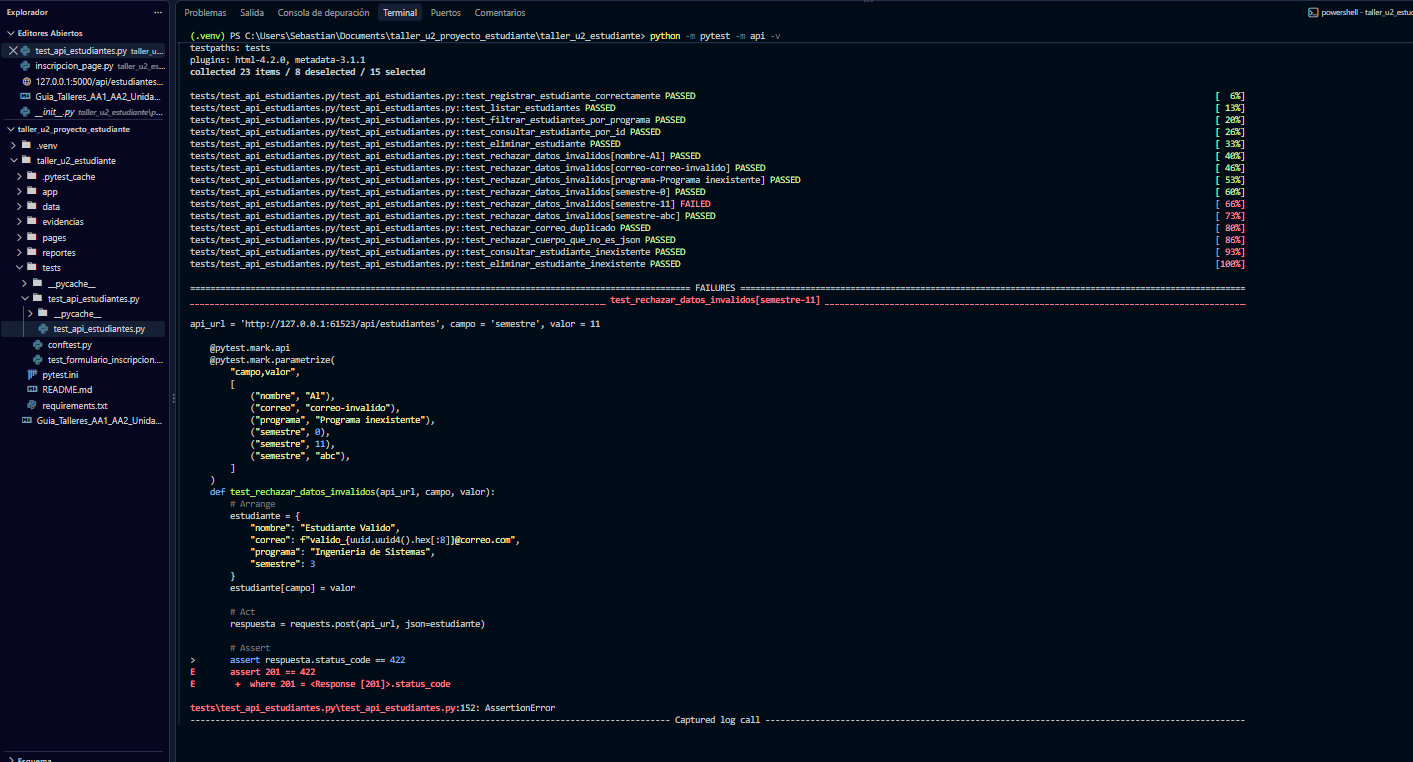 Explorador
Editores Abiertos
test_api_estudiantes.py taller_u...
inscripcion_page.py taller_u2_es...
127.0.0.1:5000/api/estudiantes...
Guia_Talleres_AA1_AA2_Unida...
__init__.py taller_u2_estudiante\p...
taller_u2_proyecto_estudiante
.venv
taller_u2_estudiante
.pytest_cache
app
data
evidencias
pages
reportes
tests
__pycache__
test_api_estudiantes.py
__pycache__
test_api_estudiantes.py
conftest.py
test_formulario_inscripcion....
pytest.ini
README.md
requirements.txt
Guia_Talleres_AA1_AA2_Unida...
Esquema
Problemas Salida Consola de depuración Terminal Puertos Comentarios
powershell - taller_u2_estud
(.venv) PS C:\Users\Sebastian\Documents\taller_u2_proyecto_estudiante\taller_u2_estudiante> python -m pytest -m api -v
testpaths: tests
plugins: html-4.2.0, metadata-3.1.1
collected 23 items / 8 deselected / 15 selected
tests/test_api_estudiantes.py/test_api_estudiantes.py::test_registrar_estudiante_correctamente PASSED [  6%]
tests/test_api_estudiantes.py/test_api_estudiantes.py::test_listar_estudiantes PASSED [ 13%]
tests/test_api_estudiantes.py/test_api_estudiantes.py::test_filtrar_estudiantes_por_programa PASSED [ 20%]
tests/test_api_estudiantes.py/test_api_estudiantes.py::test_consultar_estudiante_por_id PASSED [ 26%]
tests/test_api_estudiantes.py/test_api_estudiantes.py::test_eliminar_estudiante PASSED [ 33%]
tests/test_api_estudiantes.py/test_api_estudiantes.py::test_rechazar_datos_invalidos[nombre-Al] PASSED [ 40%]
tests/test_api_estudiantes.py/test_api_estudiantes.py::test_rechazar_datos_invalidos[correo-correo-invalido] PASSED [ 46%]
tests/test_api_estudiantes.py/test_api_estudiantes.py::test_rechazar_datos_invalidos[programa-Programa inexistente] PASSED [ 53%]
tests/test_api_estudiantes.py/test_api_estudiantes.py::test_rechazar_datos_invalidos[semestre-0] PASSED [ 60%]
tests/test_api_estudiantes.py/test_api_estudiantes.py::test_rechazar_datos_invalidos[semestre-11] FAILED [ 66%]
tests/test_api_estudiantes.py/test_api_estudiantes.py::test_rechazar_datos_invalidos[semestre-abc] PASSED [ 73%]
tests/test_api_estudiantes.py/test_api_estudiantes.py::test_rechazar_correo_duplicado PASSED [ 80%]
tests/test_api_estudiantes.py/test_api_estudiantes.py::test_rechazar_cuerpo_que_no_es_json PASSED [ 86%]
tests/test_api_estudiantes.py/test_api_estudiantes.py::test_consultar_estudiante_inexistente PASSED [ 93%]
tests/test_api_estudiantes.py/test_api_estudiantes.py::test_eliminar_estudiante_inexistente PASSED [100%]
FAILURES
test_rechazar_datos_invalidos[semestre-11]
api_url = 'http://127.0.0.1:61523/api/estudiantes', campo = 'semestre', valor = 11
@pytest.mark.api
@pytest.mark.parametrize(
"campo,valor",
[
("nombre", "Al"),
("correo", "correo-invalido"),
("programa", "Programa inexistente"),
("semestre", 0),
("semestre", 11),
("semestre", "abc"),
]
)
def test_rechazar_datos_invalidos(api_url, campo, valor):
# Arrange
estudiante = {
"nombre": "Estudiante Valido",
"correo": f"valido_{uuid.uuid4().hex[:8]}@correo.com",
"programa": "Ingenieria de Sistemas",
"semestre": 3
}
estudiante[campo] = valor
# Act
respuesta = requests.post(api_url, json=estudiante)
# Assert
> assert respuesta.status_code == 422
E assert 201 == 422
E + where 201 = <Response [201]>.status_code
tests\test_api_estudiantes.py\test_api_estudiantes.py:152: AssertionError
Captured log call